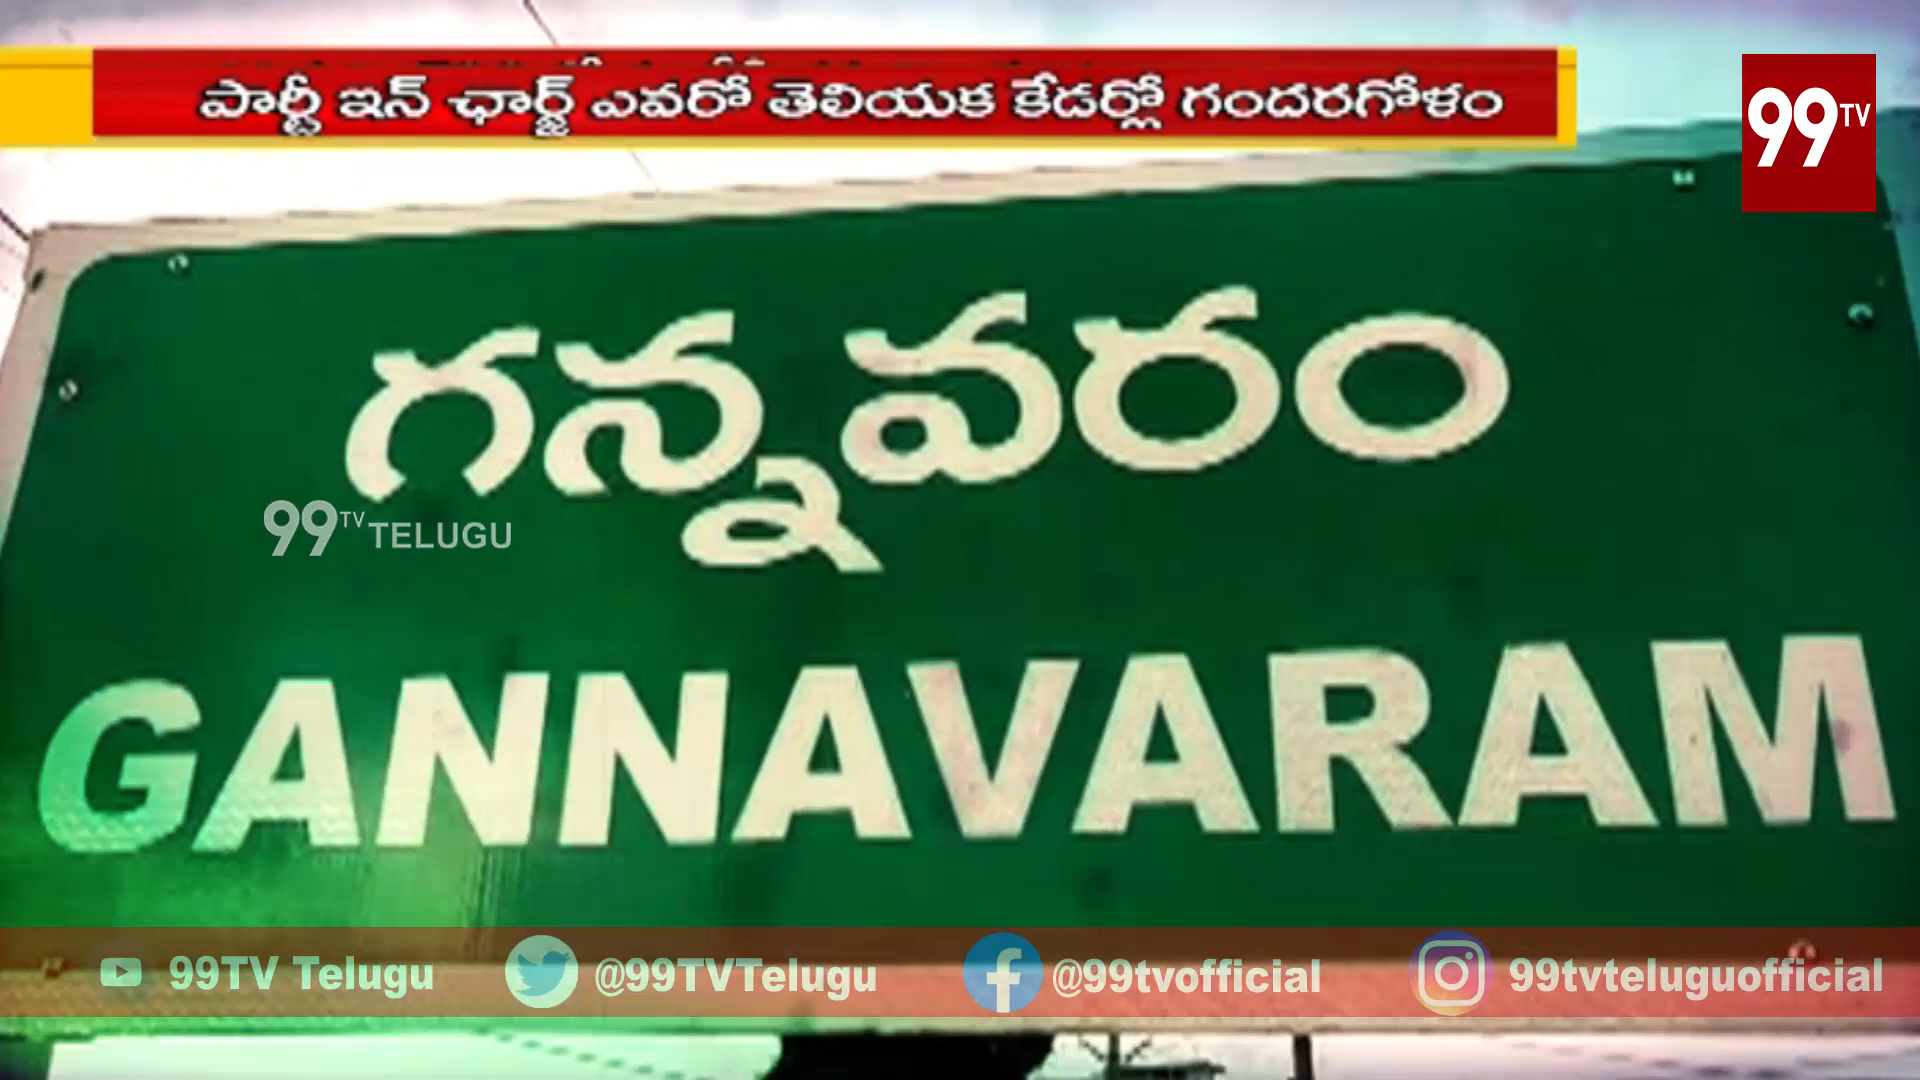 పార్టీ ఇన్ ఛార్జ్ ఎవరో తెలియక కేడర్లో గందరగోళం
99 TV
గన్నవరం
99 TV TELUGU
GANNAVARAM
99TV Telugu @99TVTelugu @99tvofficial 99tvteluguofficial